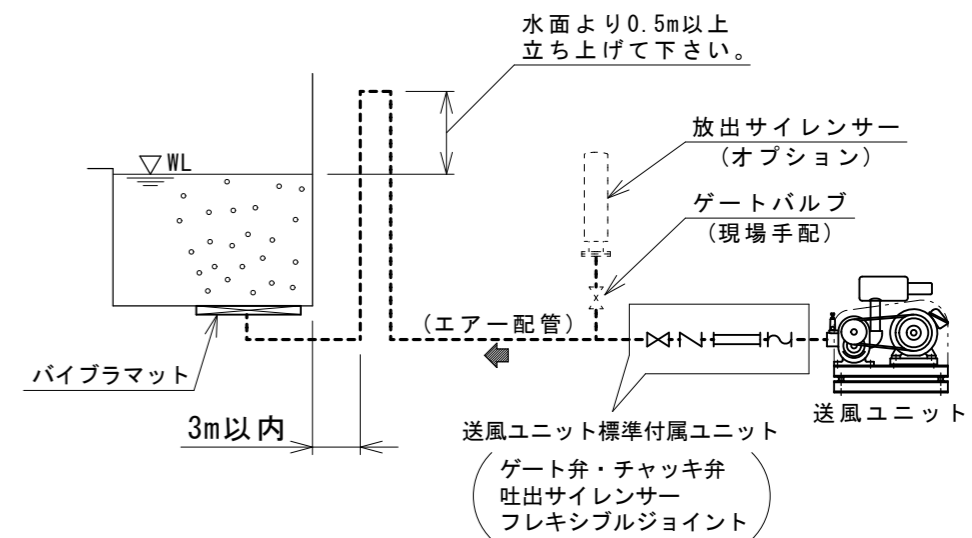 水面より0.5m以上
立ち上げて下さい。
WL
放出サイレンサー
(オプション)
ゲートバルブ
(現場手配)
(エアー配管)
バイブラマット
3m以内
送風ユニット
送風ユニット標準付属ユニット
ゲート弁・チャッキ弁
吐出サイレンサー
フレキシブルジョイント